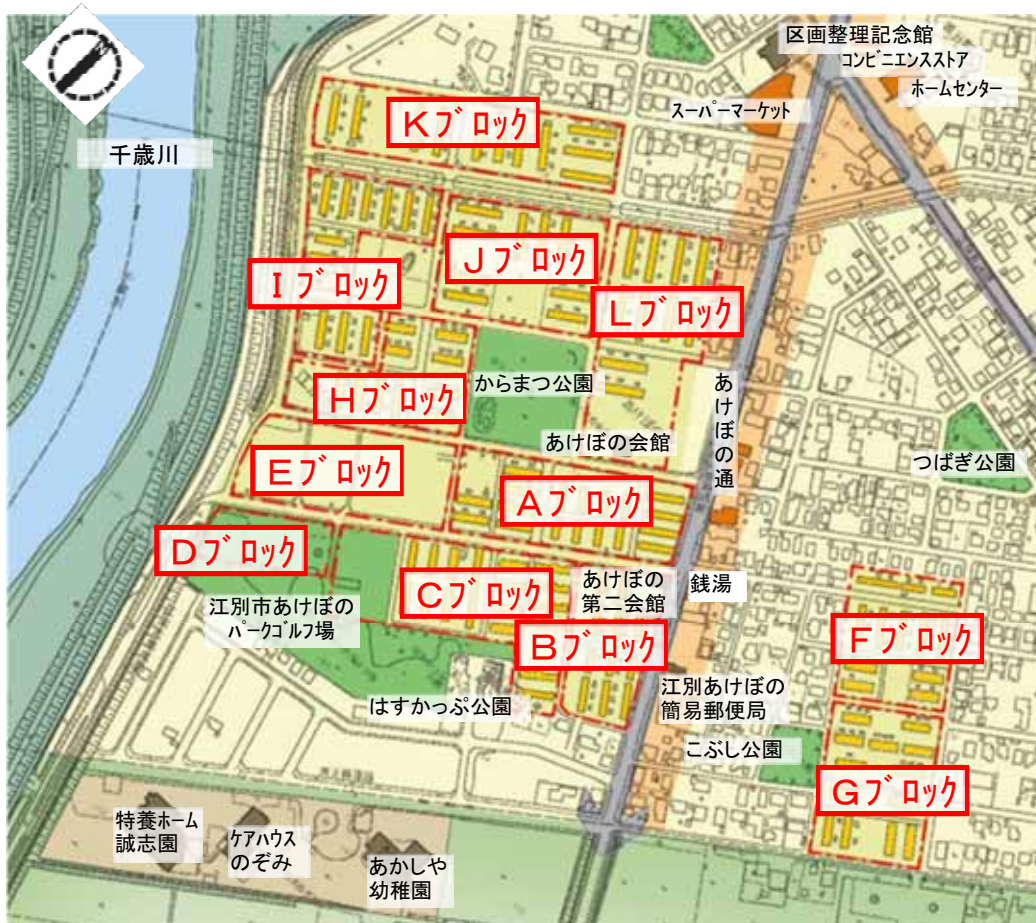 区画整理記念館
コンビニエンスストア
ホームセンター
スーパーマーケット
Kブロック
千歳川
Jブロック
Iブロック
Lブロック
からまつ公園
Hブロック
あけぼの通
あけぼの会館
つばぎ公園
Eブロック
Aブロック
Dブロック
Cブロック
あけぼの
第二会館
銭湯
江別市あけぼの
パークゴルフ場
Bブロック
Fブロック
はすかっぷ公園
江別あけぼの
簡易郵便局
こぶし公園
Gブロック
特養ホーム
誠志園
ケアハウス
のぞみ
あかしや
幼稚園